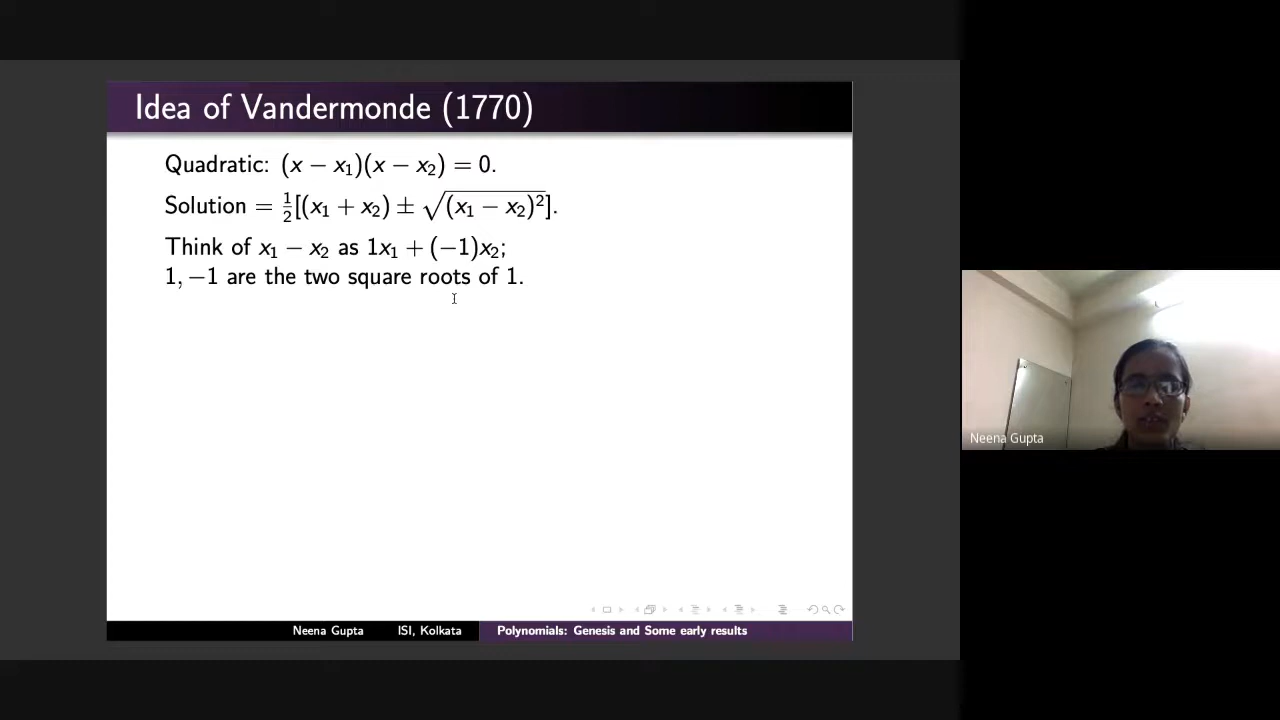 Idea of Vandermonde (1770)
Quadratic: (x − x₁)(x − x₂) = 0.
Solution = ½[(x₁ + x₂) ± √(x₁ − x₂)²].
Think of x₁ − x₂ as 1x₁ + (−1)x₂;
1, −1 are the two square roots of 1.
Neena Gupta
Neena Gupta ISI, Kolkata Polynomials: Genesis and Some early results